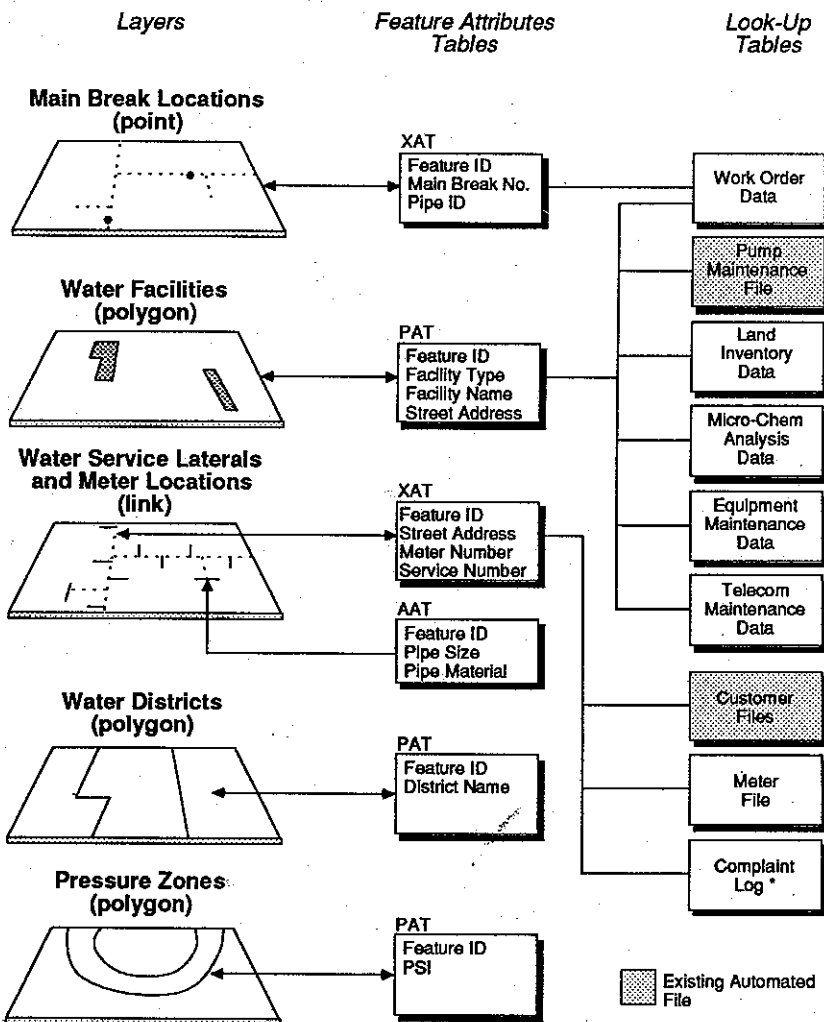 Layers
Feature Attributes
Tables
Look-Up
Tables
Main Break Locations
(point)
XAT
Feature ID
Main Break No.
Pipe ID
Work Order
Data
Pump
Maintenance
File
Water Facilities
(polygon)
PAT
Feature ID
Facility Type
Facility Name
Street Address
Land
Inventory
Data
Micro-Chem
Analysis
Data
Water Service Laterals
and Meter Locations
(link)
XAT
Feature ID
Street Address
Meter Number
Service Number
Equipment
Maintenance
Data
AAT
Feature ID
Pipe Size
Pipe Material
Telecom
Maintenance
Data
Water Districts
(polygon)
PAT
Feature ID
District Name
Customer
Files
Meter
File
Complaint
Log *
Pressure Zones
(polygon)
PAT
Feature ID
PSI
Existing Automated
File